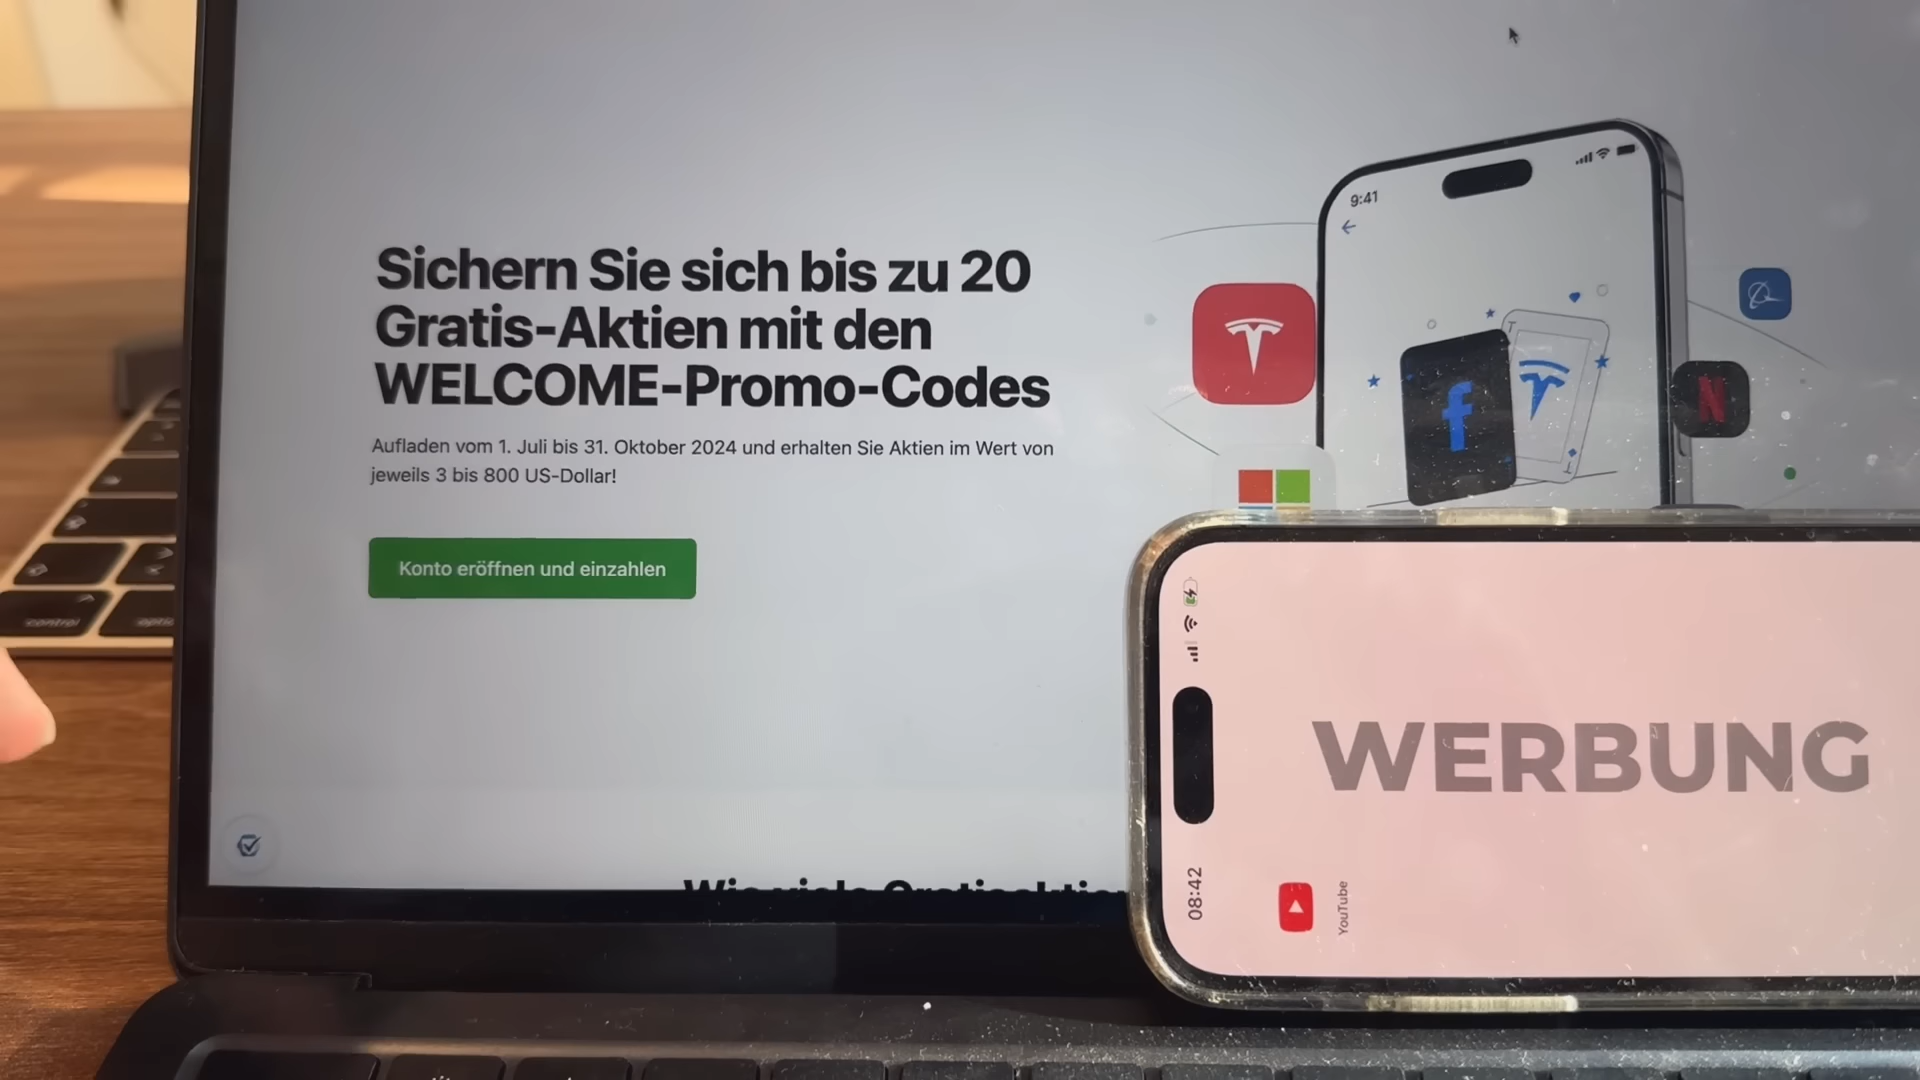 9:41
Sichern Sie sich bis zu 20
Gratis-Aktien mit den
WELCOME-Promo-Codes
Aufladen vom 1. Juli bis 31. Oktober 2024 und erhalten Sie Aktien im Wert von
jeweils 3 bis 800 US-Dollar!
Konto eröffnen und einzahlen
WERBUNG
08:42
YouTube
control